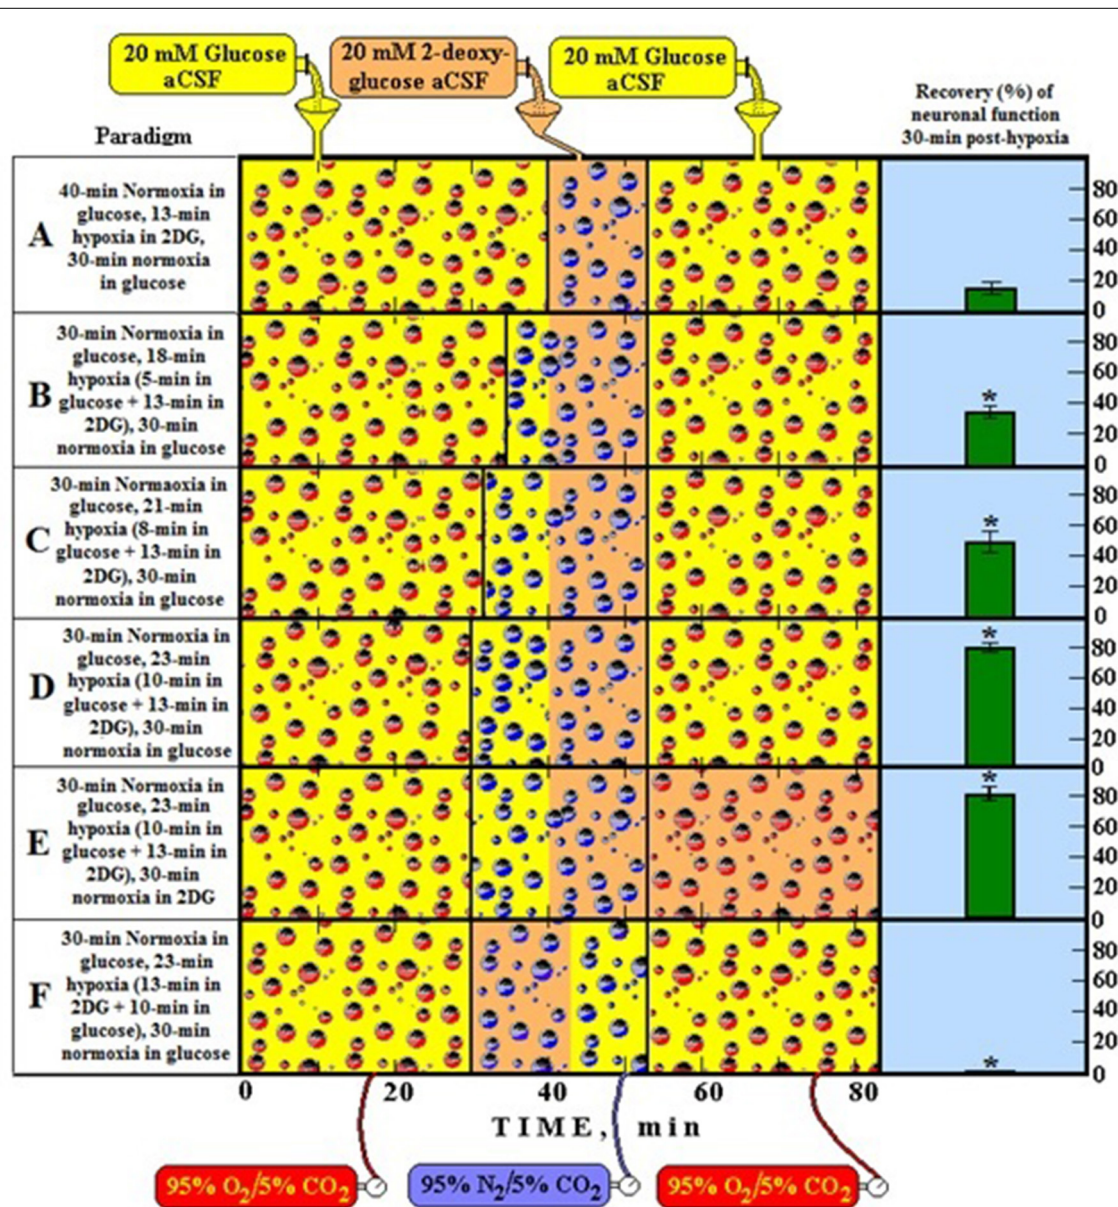 20 mM Glucose
aCSF
20 mM 2-deoxy-
glucose aCSF
20 mM Glucose
aCSF
Paradigm
Recovery (%) of
neuronal function
30-min post-hypoxia
A
40-min Normoxia in
glucose, 13-min
hypoxia in 2DG,
30-min normoxia
in glucose
80
60
40
20
0
B
30-min Normoxia in
glucose, 18-min
hypoxia (5-min in
glucose + 13-min in
2DG), 30-min
normoxia in glucose
*
80
60
40
20
0
C
30-min Normaoxia in
glucose, 21-min
hypoxia (8-min in
glucose + 13-min in
2DG), 30-min
normoxia in glucose
*
80
60
40
20
0
D
30-min Normoxia in
glucose, 23-min
hypoxia (10-min in
glucose + 13-min in
2DG), 30-min
normoxia in glucose
*
80
60
40
20
0
E
30-min Normoxia in
glucose, 23-min
hypoxia (10-min in
glucose + 13-min in
2DG), 30-min
normoxia in 2DG
*
80
60
40
20
0
F
30-min Normoxia in
glucose, 23-min
hypoxia (13-min in
2DG + 10-min in
glucose), 30-min
normoxia in glucose
*
80
60
40
20
0
0 20 40 60 80
TIME, min
95% O2/5% CO2
95% N2/5% CO2
95% O2/5% CO2